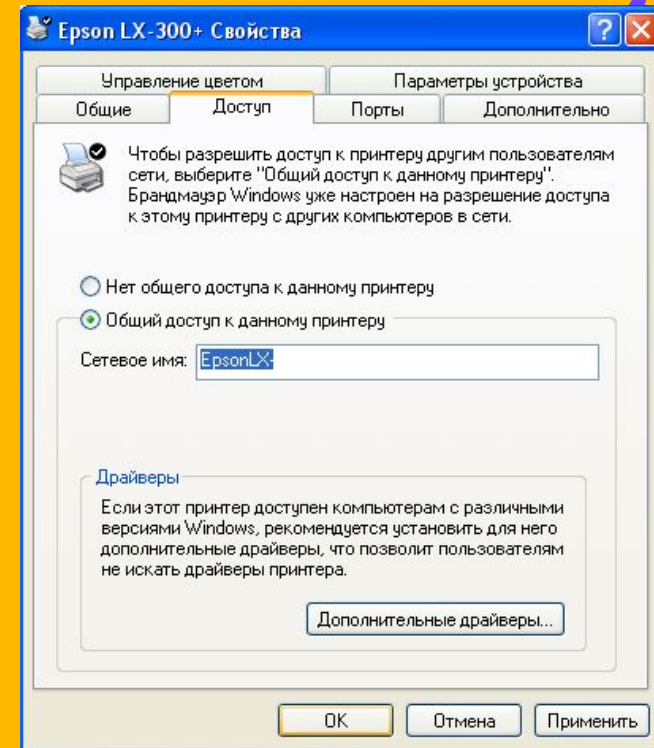 Epson LX-300+ Свойства
Управление цветом
Параметры устройства
Общие
Доступ
Порты
Дополнительно
Чтобы разрешить доступ к принтеру другим пользователям
сети, выберите "Общий доступ к данному принтеру".
Брандмауэр Windows уже настроен на разрешение доступа
к этому принтеру с других компьютеров в сети.
Нет общего доступа к данному принтеру
Общий доступ к данному принтеру
Сетевое имя: EpsonLX-
Драйверы
Если этот принтер доступен компьютерам с различными
версиями Windows, рекомендуется установить для него
дополнительные драйверы, что позволит пользователям
не искать драйверы принтера.
Дополнительные драйверы...
OK
Отмена
Применить